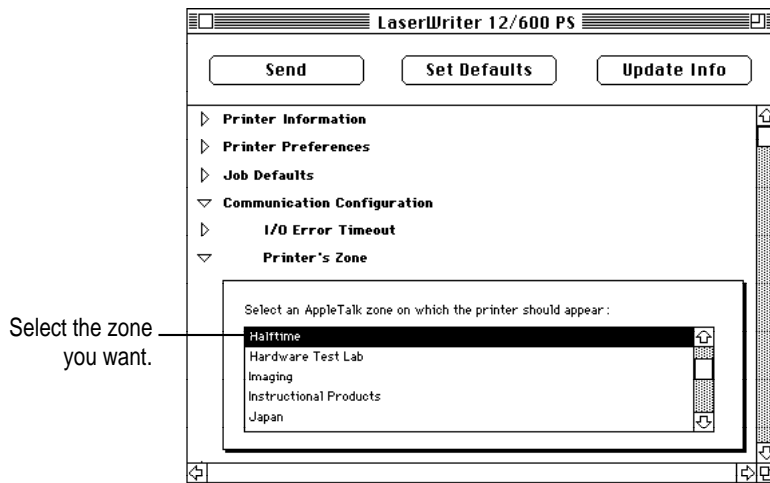 LaserWriter 12/600 PS
Send Set Defaults Update Info
Printer Information
Printer Preferences
Job Defaults
Communication Configuration
I/O Error Timeout
Printer's Zone
Select an AppleTalk zone on which the printer should appear:
Select the zone
you want.
Halftime
Hardware Test Lab
Imaging
Instructional Products
Japan